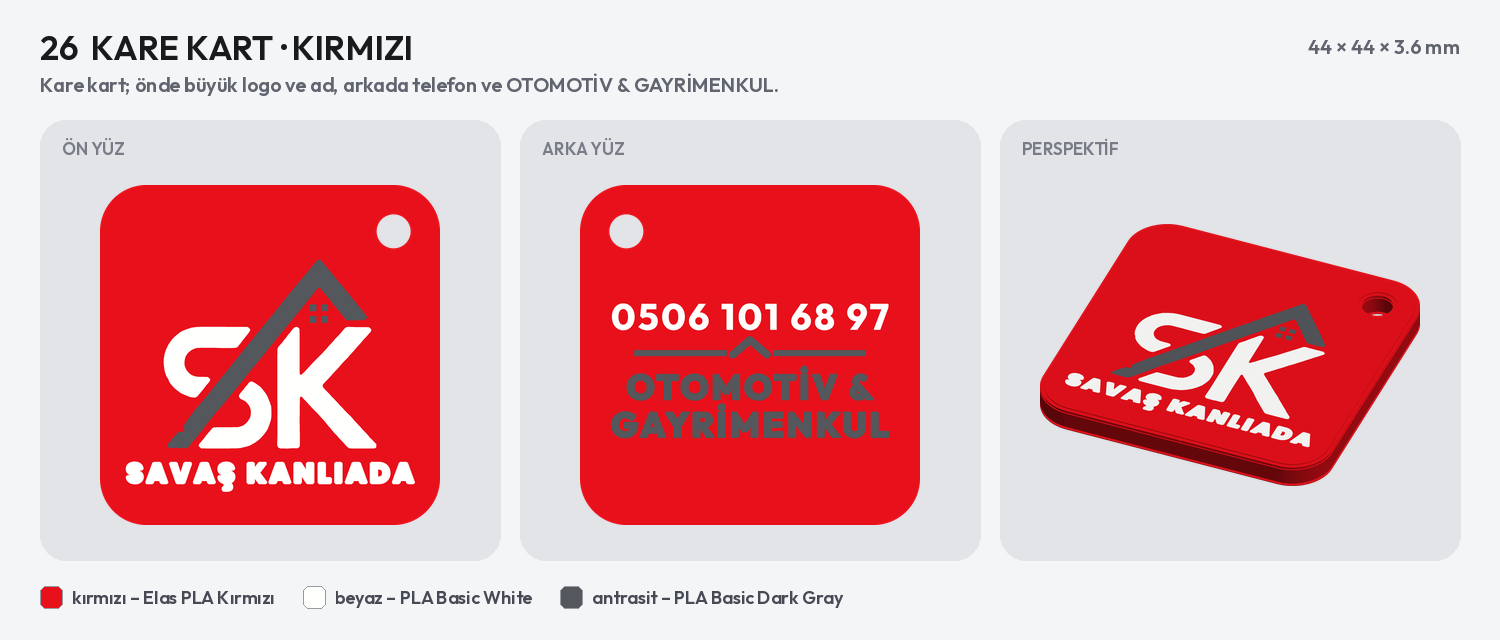 26 KARE KART · KIRMIZI
44 × 44 × 3.6 mm
Kare kart; önde büyük logo ve ad, arkada telefon ve OTOMOTİV & GAYRİMENKUL.
ÖN YÜZ
SK
SAVAŞ KANLIADA
ARKA YÜZ
0506 101 68 97
OTOMOTİV &
GAYRİMENKUL
PERSPEKTİF
SK
SAVAŞ KANLIADA
kırmızı – Elas PLA Kırmızı
beyaz – PLA Basic White
antrasit – PLA Basic Dark Gray